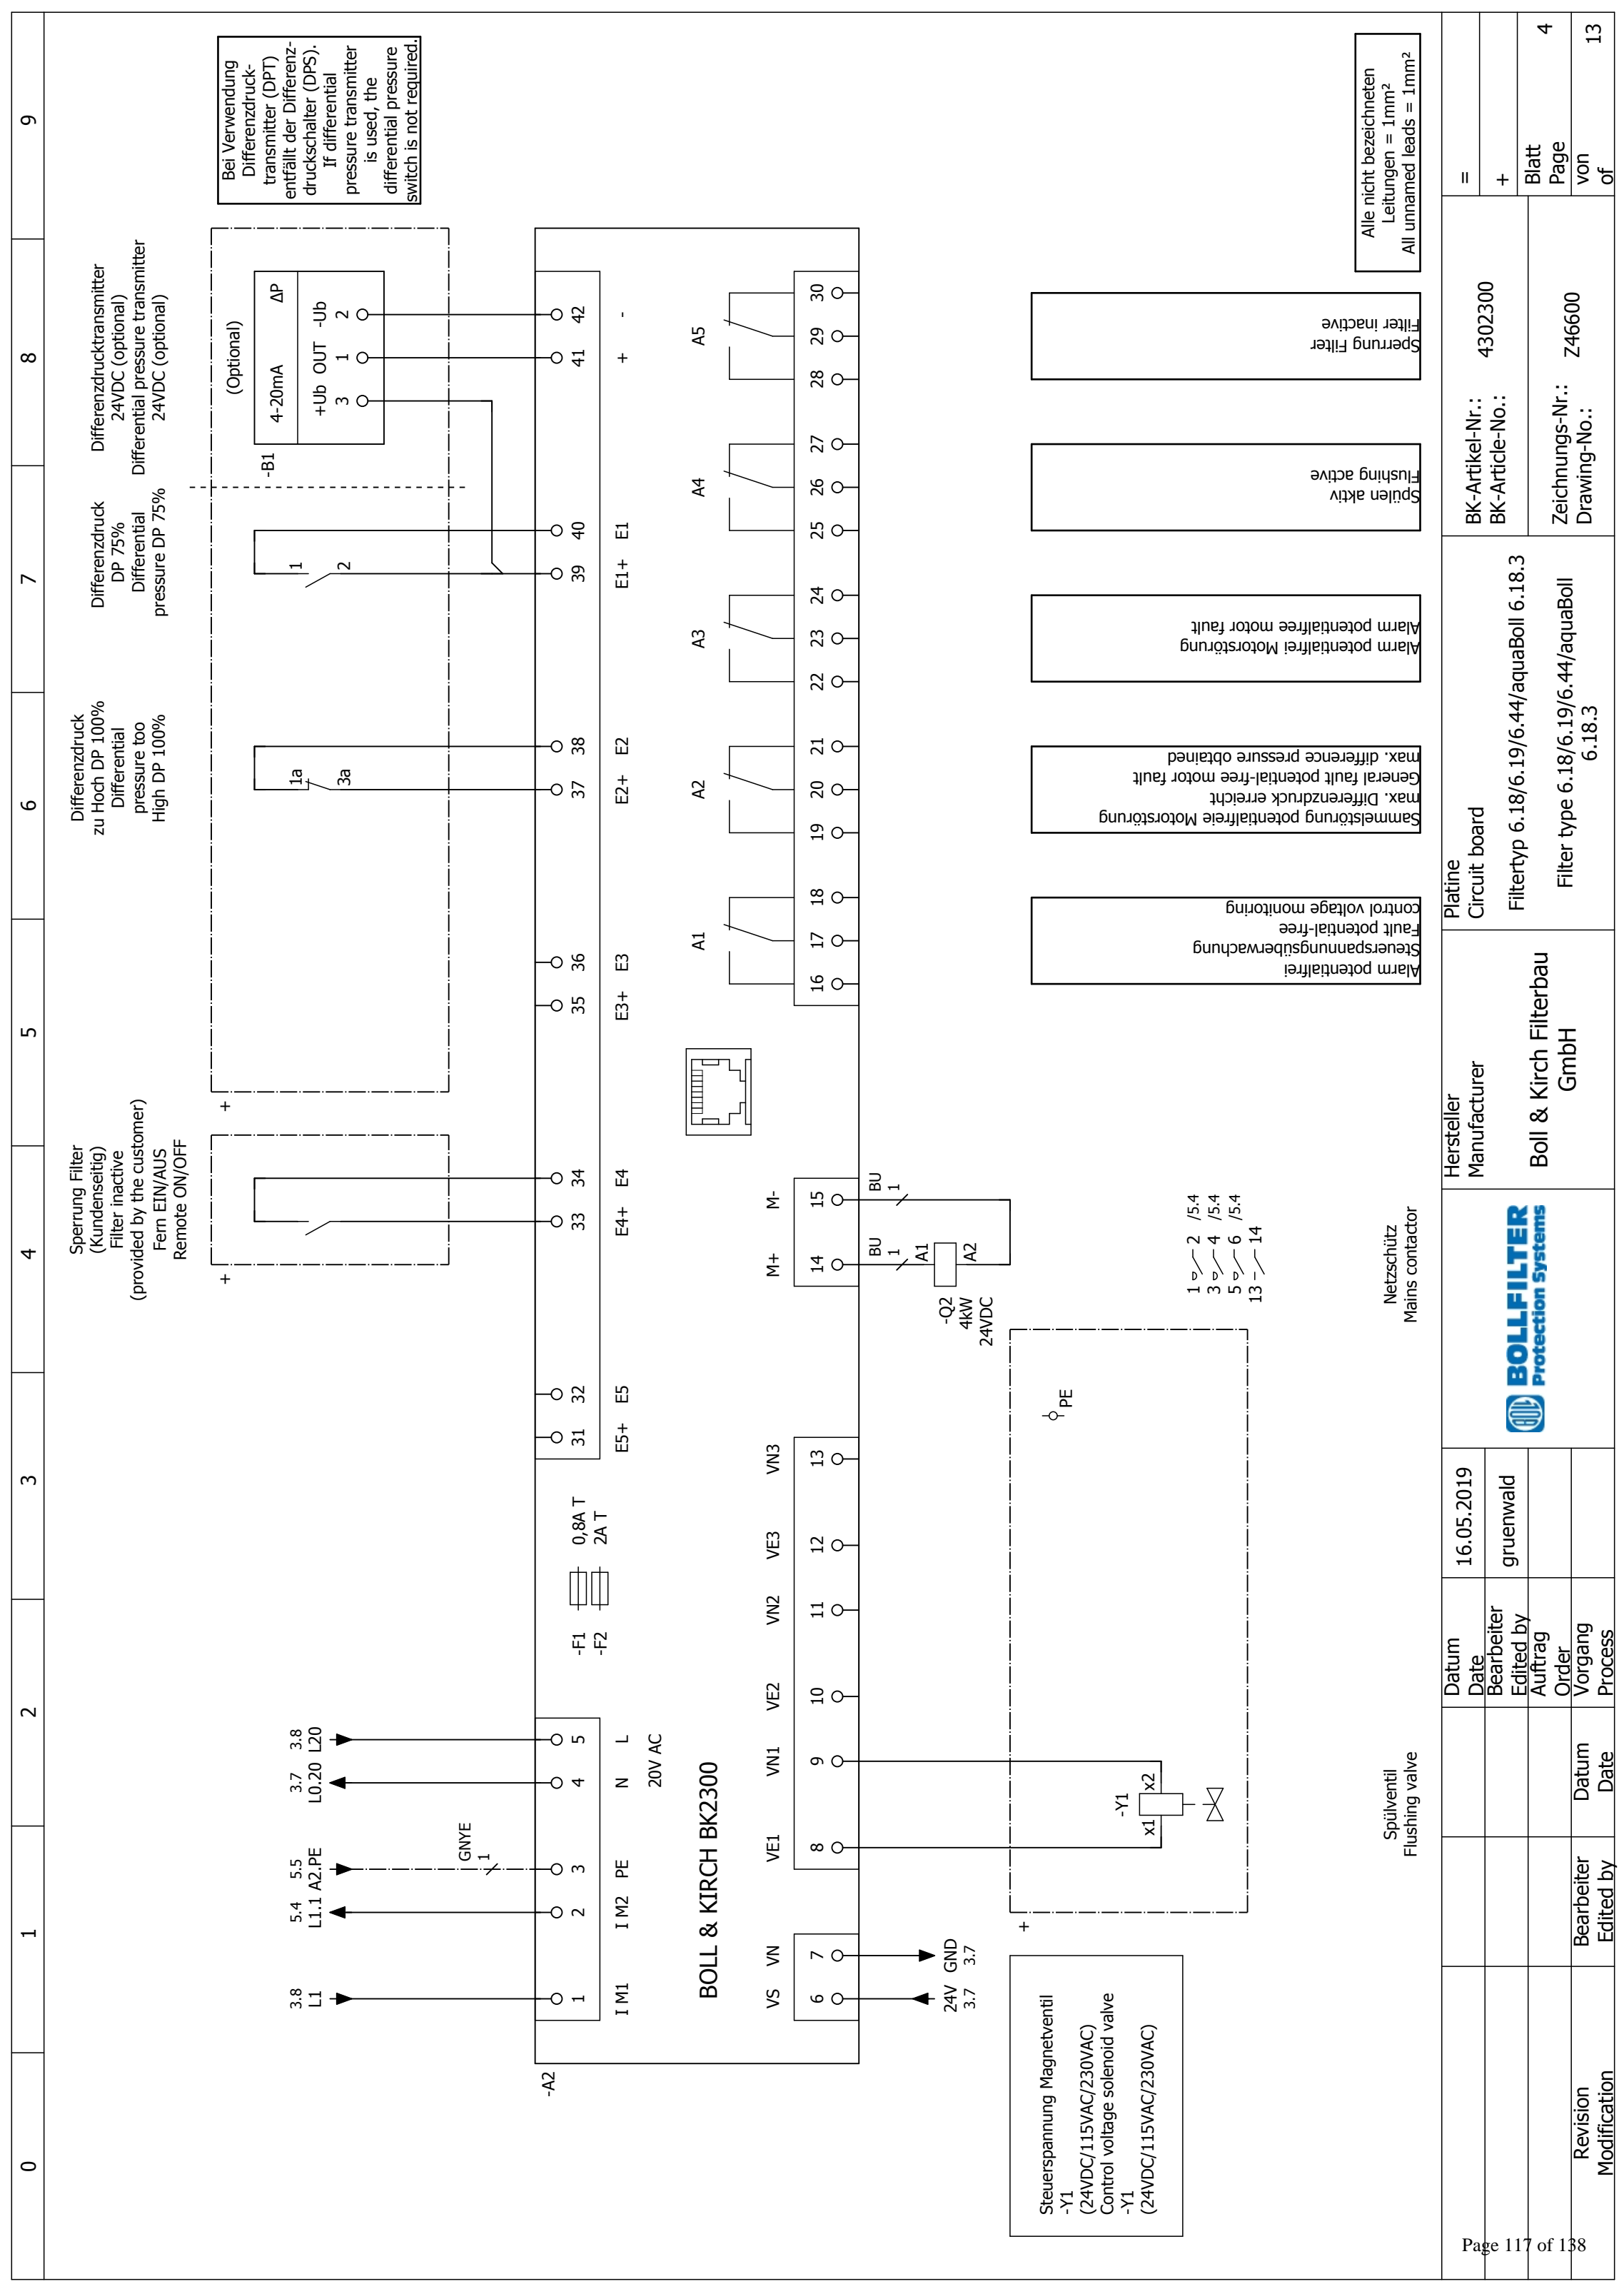 0 1 2 3 4 5 6 7 8 9
Sperrung Filter
(Kundenseitig)
Filter inactive
(provided by the customer)
Fern EIN/AUS
Remote ON/OFF
Differenzdruck
zu Hoch DP 100%
Differential
pressure too
High DP 100%
Differenzdruck
DP 75%
Differential
pressure DP 75%
Differenzdrucktransmitter
24VDC (optional)
Differential pressure transmitter
24VDC (optional)
Bei Verwendung
Differenzdruck-
transmitter (DPT)
entfällt der Differenz-
druckschalter (DPS).
If differential
pressure transmitter
is used, the
differential pressure
switch is not required.
+ +
(Optional)
-B1
4-20mA ΔP
+Ub OUT -Ub
3 1 2
1a 3a
1 2
3.8
L1
5.4
L1.1
5.5
A2.PE
3.7
L0.20
3.8
L20
GNYE
1
-A2
1 2 3 4 5
I M1 I M2 PE N L
20V AC
-F1 0,8A T
-F2 2A T
31 32 33 34 35 36 37 38 39 40 41 42
E5+ E5 E4+ E4 E3+ E3 E2+ E2 E1+ E1 + -
BOLL & KIRCH BK2300
VS VN VE1 VN1 VE2 VN2 VE3 VN3 M+ M- A1 A2 A3 A4 A5
6 7 8 9 10 11 12 13 14 15 16 17 18 19 20 21 22 23 24 25 26 27 28 29 30
24V GND
3.7 3.7
BU
1
BU
1
-Q2
4kW
24VDC
A1
A2
+
PE
-Y1
x1 x2
1 2 /5.4
3 4 /5.4
5 6 /5.4
13 14
Steuerspannung Magnetventil
-Y1
(24VDC/115VAC/230VAC)
Control voltage solenoid valve
-Y1
(24VDC/115VAC/230VAC)
Spülventil
Flushing valve
Netzschütz
Mains contactor
Alarm potentialfrei
Steuerspannungsüberwachung
Fault potential-free
control voltage monitoring
Sammelstörung potentialfreie Motorstörung
max. Differenzdruck erreicht
General fault potential-free motor fault
max. difference pressure obtained
Alarm potentialfrei Motorstörung
Alarm potential free motor fault
Spülen aktiv
Flushing active
Sperrung Filter
Filter inactive
Alle nicht bezeichneten
Leitungen = 1mm²
All unnamed leads = 1mm²
Revision
Modification
Bearbeiter
Edited by
Datum
Date
Datum
Date
16.05.2019
Bearbeiter
Edited by
gruenwald
Auftrag
Order
Vorgang
Process
BOLLFILTER
Protection Systems
Hersteller
Manufacturer
Boll & Kirch Filterbau
GmbH
Platine
Circuit board
Filtertyp 6.18/6.19/6.44/aquaBoll 6.18.3
Filter type 6.18/6.19/6.44/aquaBoll
6.18.3
BK-Artikel-Nr.:
BK-Article-No.:
4302300
Zeichnungs-Nr.:
Drawing-No.:
Z46600
=
+
Blatt
Page
4
von
of
13
Page 117 of 138